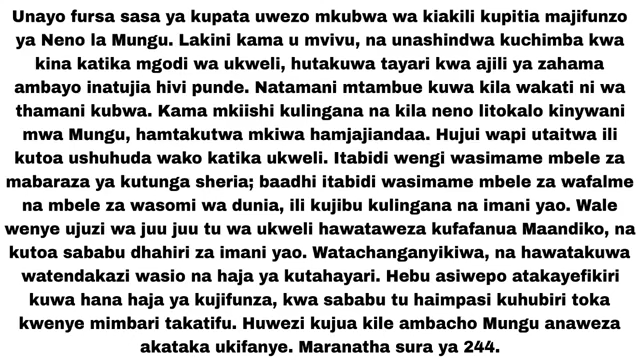 Unayo fursa sasa ya kupata uwezo mkubwa wa kiakili kupitia majifunzo
ya Neno la Mungu. Lakini kama u mvivu, na unashindwa kuchimba kwa
kina katika mgodi wa ukweli, hutakuwa tayari kwa ajili ya zahama
ambayo inatujia hivi punde. Natamani mtambue kuwa kila wakati ni wa
thamani kubwa. Kama mkiishi kulingana na kila neno litokalo kinywani
mwa Mungu, hamtakutwa mkiwa hamjajiandaa. Hujui wapi utaitwa ili
kutoa ushuhuda wako katika ukweli. Itabidi wengi wasimame mbele za
mabaraza ya kutunga sheria; baadhi itabidi wasimame mbele za wafalme
na mbele za wasomi wa dunia, ili kujibu kulingana na imani yao. Wale
wenye ujuzi wa juu juu tu wa ukweli hawataweza kufafanua Maandiko, na
kutoa sababu dhahiri za imani yao. Watachanganyikiwa, na hawatakuwa
watendakazi wasio na haja ya kutahayari. Hebu asiwepo atakayefikiri
kuwa hana haja ya kujifunza, kwa sababu tu haimpasi kuhubiri toka
kwenye mimbari takatifu. Huwezi kujua kile ambacho Mungu anaweza
akataka ukifanye. Maranatha sura ya 244.